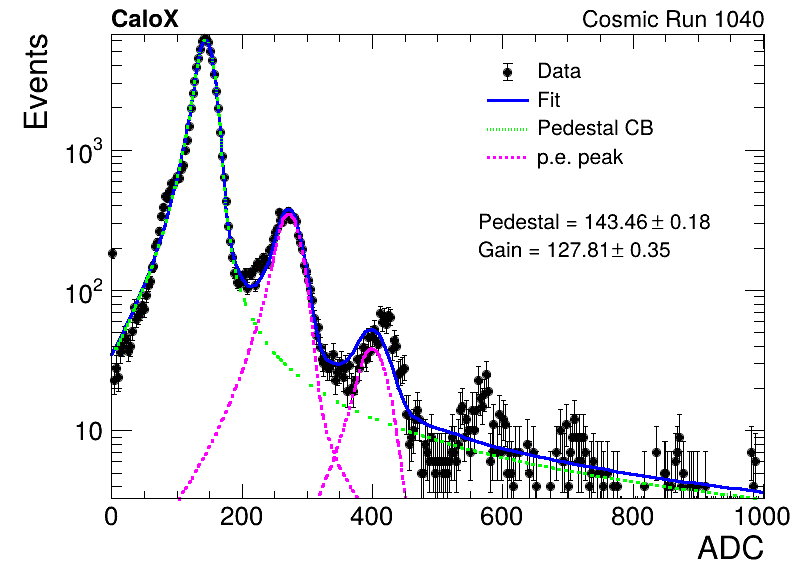 CaloX Cosmic Run 1040
Events
Data
Fit
Pedestal CB
p.e. peak
Pedestal = 143.46 ± 0.18
Gain = 127.81 ± 0.35
10³
10²
10
0 200 400 600 800 1000
ADC